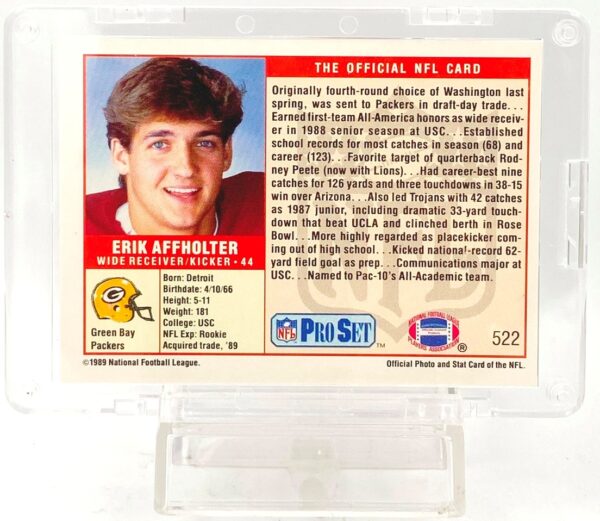 THE OFFICIAL NFL CARD
Originally fourth-round choice of Washington last
spring, was sent to Packers in draft-day trade. . .
Earned first-team All-America honors as wide receiv-
er in 1988 senior season at USC. . .Established
school records for most catches in season (68) and
career (123). . .Favorite target of quarterback Rod-
ney Peete (now with Lions). . .Had career-best nine
catches for 126 yards and three touchdowns in 38-15
win over Arizona. . .Also led Trojans with 42 catches
as 1987 junior, including dramatic 33-yard touch-
down that beat UCLA and clinched berth in Rose
Bowl. . .More highly regarded as placekicker com-
ing out of high school. . .Kicked national-record 62-
yard field goal as prep. . .Communications major at
USC. . .Named to Pac-10's All-Academic team.
ERIK AFFHOLTER
WIDE RECEIVER/KICKER • 44
G
Green Bay
Packers
Born: Detroit
Birthdate: 4/10/66
Height: 5-11
Weight: 181
College: USC
NFL Exp: Rookie
Acquired trade, '89
NFL
PRO SET
TM
NATIONAL FOOTBALL LEAGUE
PLAYERS ASSOCIATION
®
522
©1989 National Football League.
Official Photo and Stat Card of the NFL.